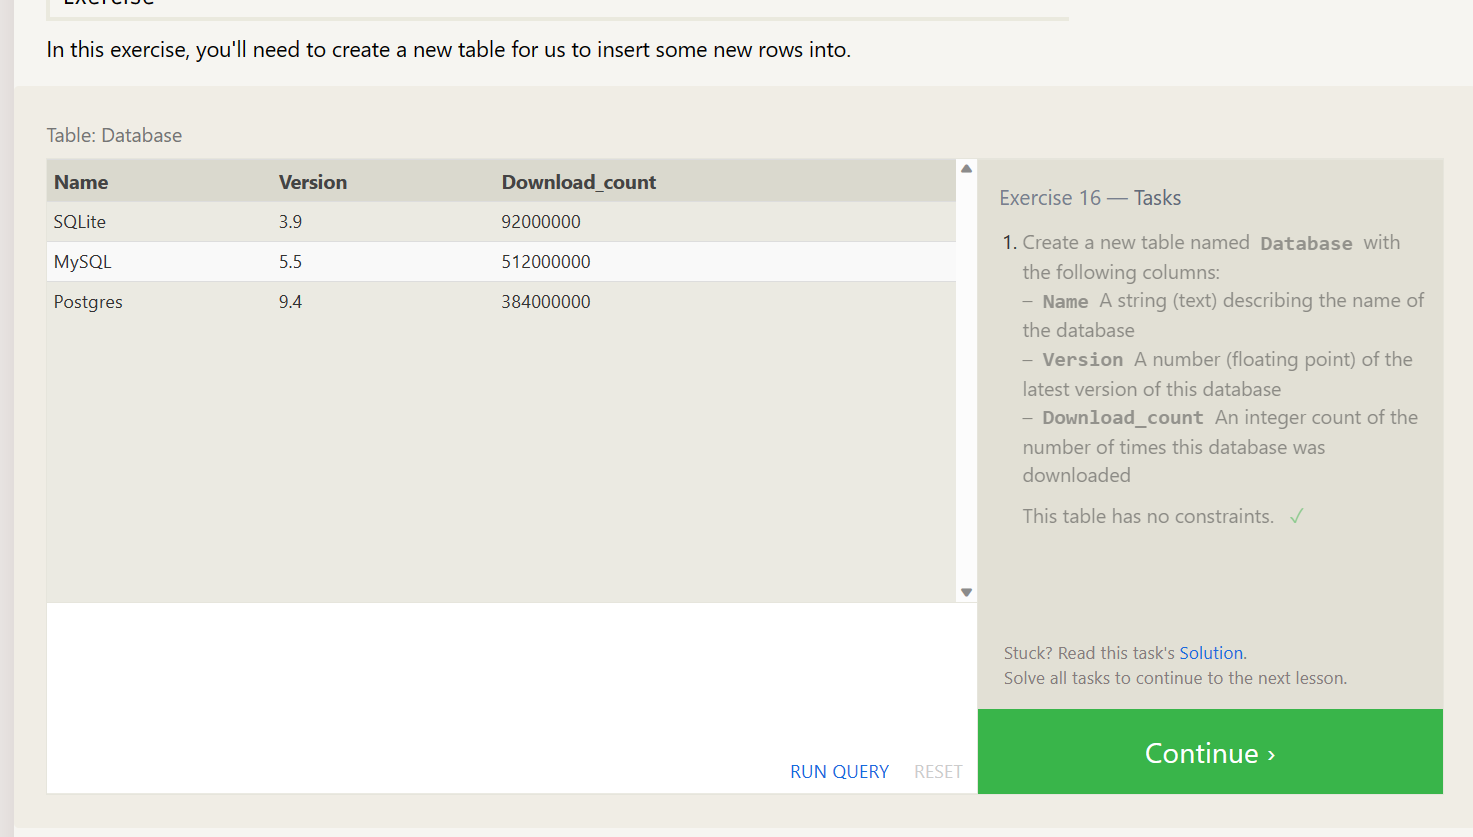 Exercise
In this exercise, you'll need to create a new table for us to insert some new rows into.
Table: Database
Name Version Download_count
SQLite 3.9 92000000
MySQL 5.5 512000000
Postgres 9.4 384000000
RUN QUERY RESET
Exercise 16 — Tasks
1. Create a new table named Database with
the following columns:
– Name A string (text) describing the name of
the database
– Version A number (floating point) of the
latest version of this database
– Download_count An integer count of the
number of times this database was
downloaded
This table has no constraints. ✓
Stuck? Read this task's Solution.
Solve all tasks to continue to the next lesson.
Continue ›